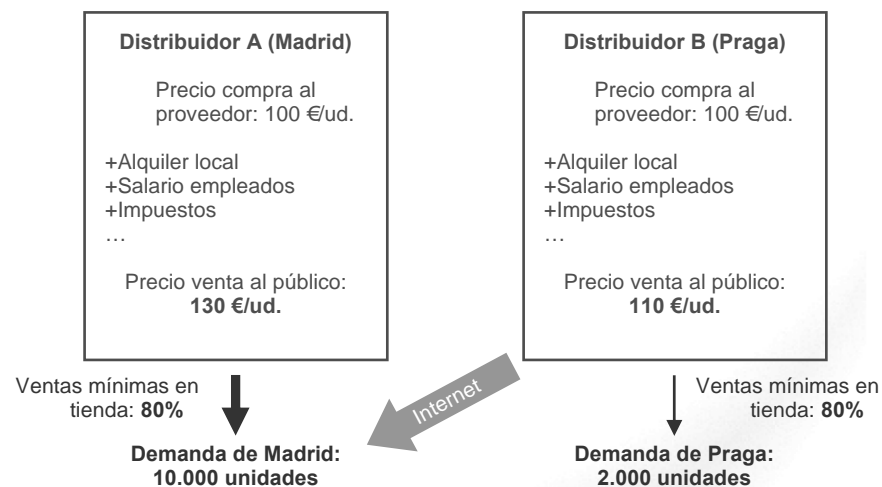 Distribuidor A (Madrid)
Precio compra al
proveedor: 100 €/ud.
+Alquiler local
+Salario empleados
+Impuestos
…
Precio venta al público:
130 €/ud.
Distribuidor B (Praga)
Precio compra al
proveedor: 100 €/ud.
+Alquiler local
+Salario empleados
+Impuestos
…
Precio venta al público:
110 €/ud.
Ventas mínimas en
tienda: 80%
Internet
Ventas mínimas en
tienda: 80%
Demanda de Madrid:
10.000 unidades
Demanda de Praga:
2.000 unidades